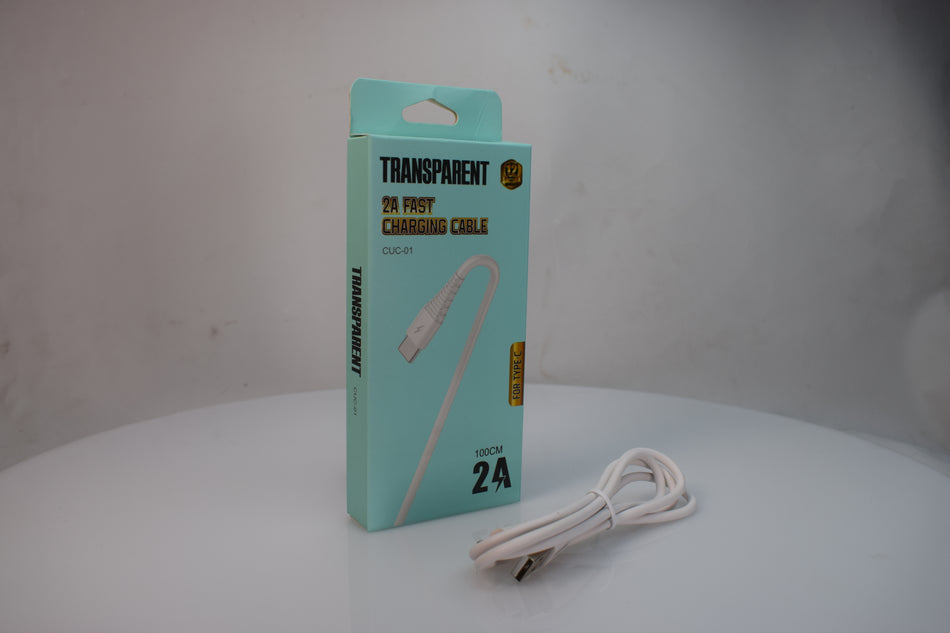 TRANSPARENT
2A FAST
CHARGING CABLE
CUC-01
FOR TYPE-C
100CM
2A
TRANSPARENT
CUC-01